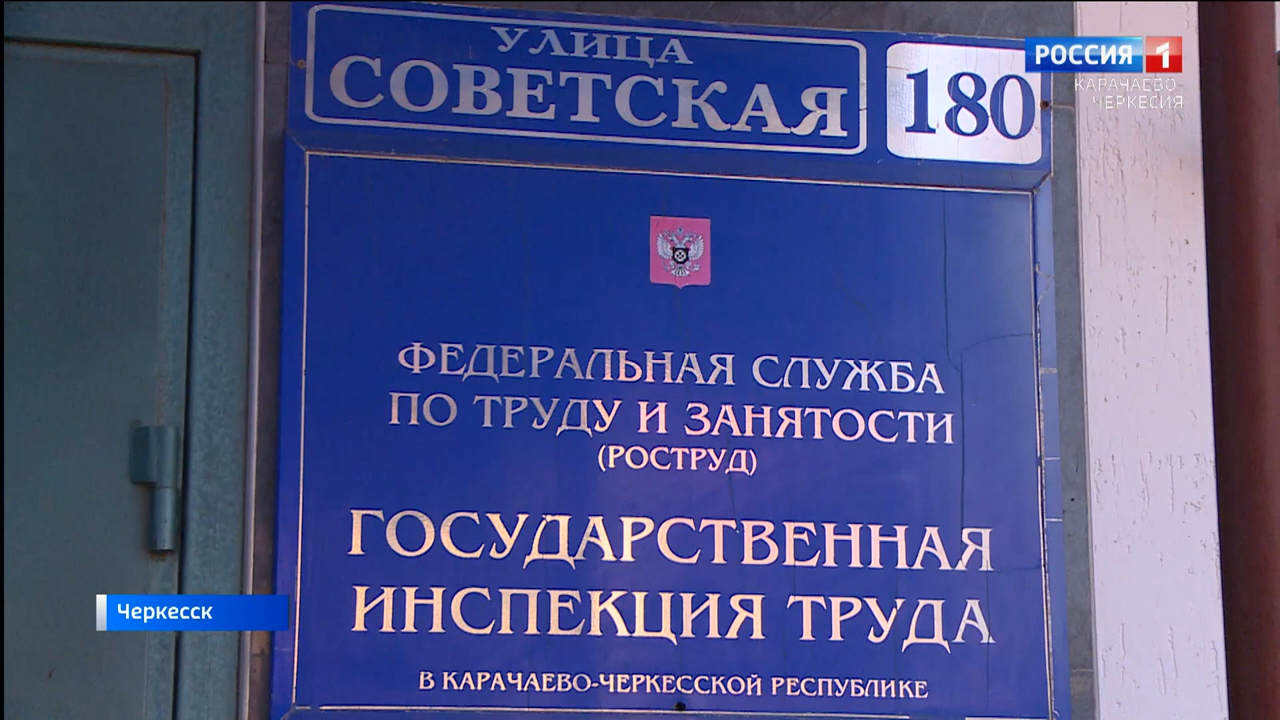 УЛИЦА
СОВЕТСКАЯ
180
РОССИЯ 1
КАРАЧАЕВО-
ЧЕРКЕСИЯ
ФЕДЕРАЛЬНАЯ СЛУЖБА
ПО ТРУДУ И ЗАНЯТОСТИ
(РОСТРУД)
ГОСУДАРСТВЕННАЯ
ИНСПЕКЦИЯ ТРУДА
В КАРАЧАЕВО-ЧЕРКЕССКОЙ РЕСПУБЛИКЕ
Черкесск